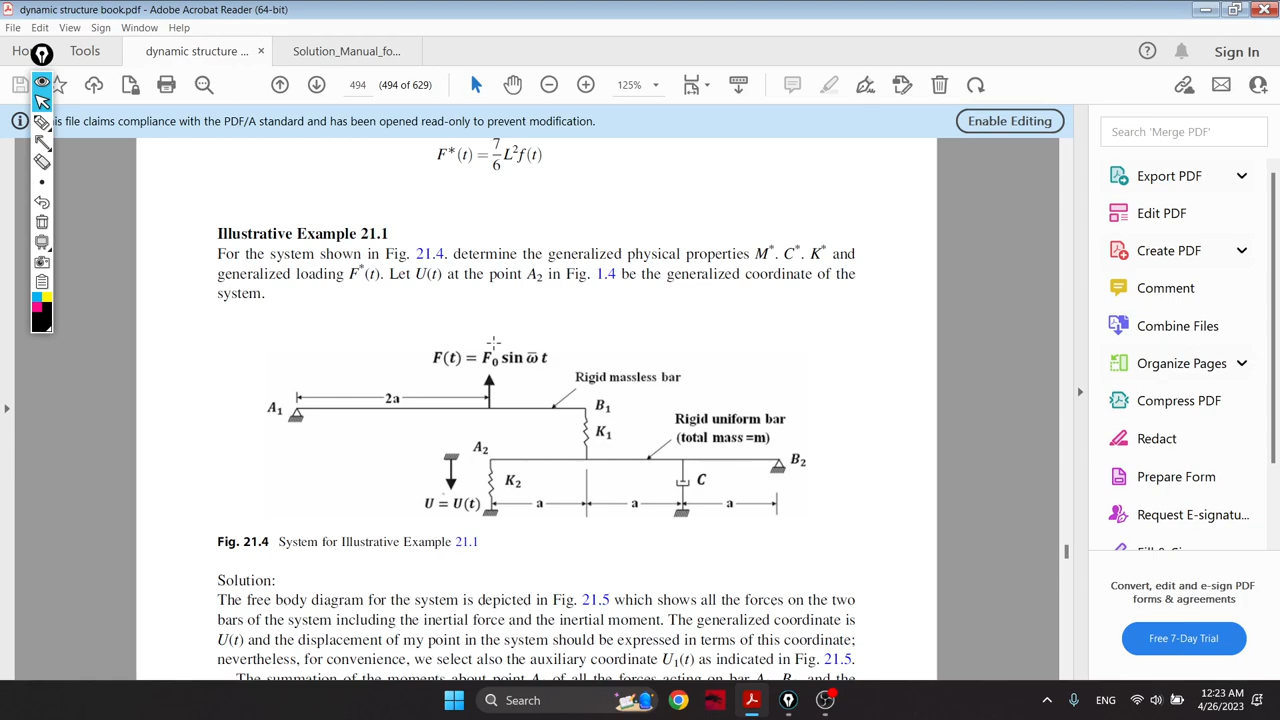 dynamic structure book.pdf - Adobe Acrobat Reader (64-bit)
File Edit View Sign Window Help
Tools dynamic structure ... × Solution_Manual_fo... Sign In
494 (494 of 629) 125%
file claims compliance with the PDF/A standard and has been opened read-only to prevent modification. Enable Editing
F*(t) = 7/6 L²f(t)
Illustrative Example 21.1
For the system shown in Fig. 21.4. determine the generalized physical properties M*. C*. K* and
generalized loading F*(t). Let U(t) at the point A₂ in Fig. 1.4 be the generalized coordinate of the
system.
F(t) = F₀ sin ω̅ t
Rigid massless bar
A₁ 2a B₁
K₁
Rigid uniform bar
(total mass =m)
A₂ B₂
K₂ C
U = U(t) a a a
Fig. 21.4 System for Illustrative Example 21.1
Solution:
The free body diagram for the system is depicted in Fig. 21.5 which shows all the forces on the two
bars of the system including the inertial force and the inertial moment. The generalized coordinate is
U(t) and the displacement of my point in the system should be expressed in terms of this coordinate;
nevertheless, for convenience, we select also the auxiliary coordinate U₁(t) as indicated in Fig. 21.5.
Search 'Merge PDF'
Export PDF
Edit PDF
Create PDF
Comment
Combine Files
Organize Pages
Compress PDF
Redact
Prepare Form
Request E-signatu...
Convert, edit and e-sign PDF
forms & agreements
Free 7-Day Trial
Search
ENG
12:23 AM
4/26/2023